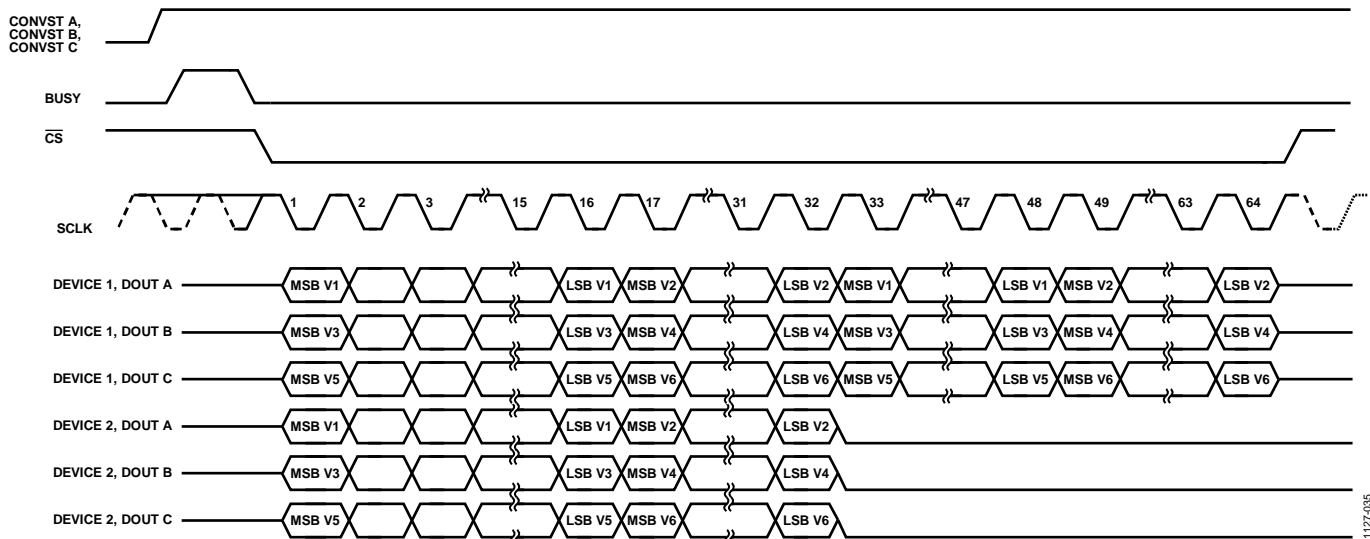 CONVST A,
CONVST B,
CONVST C
BUSY
CS
SCLK
1 2 3 15 16 17 31 32 33 47 48 49 63 64
DEVICE 1, DOUT A MSB V1 LSB V1 MSB V2 LSB V2 MSB V1 LSB V1 MSB V2 LSB V2
DEVICE 1, DOUT B MSB V3 LSB V3 MSB V4 LSB V4 MSB V3 LSB V3 MSB V4 LSB V4
DEVICE 1, DOUT C MSB V5 LSB V5 MSB V6 LSB V6 MSB V5 LSB V5 MSB V6 LSB V6
DEVICE 2, DOUT A MSB V1 LSB V1 MSB V2 LSB V2
DEVICE 2, DOUT B MSB V3 LSB V3 MSB V4 LSB V4
DEVICE 2, DOUT C MSB V5 LSB V5 MSB V6 LSB V6
1127-035